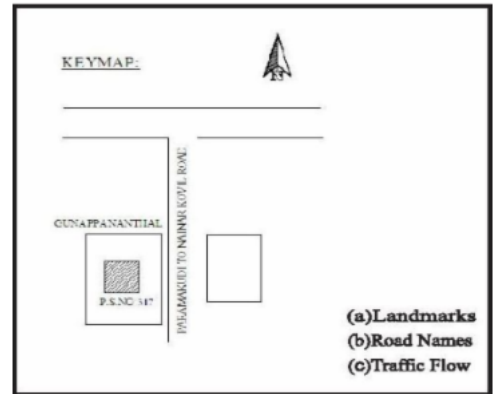 KEYMAP:
GUNAPPANANTHAL
PARAMAKUDI TO NAINAR KOVIL ROAD
P.S.NO 347
(a)Landmarks
(b)Road Names
(c)Traffic Flow